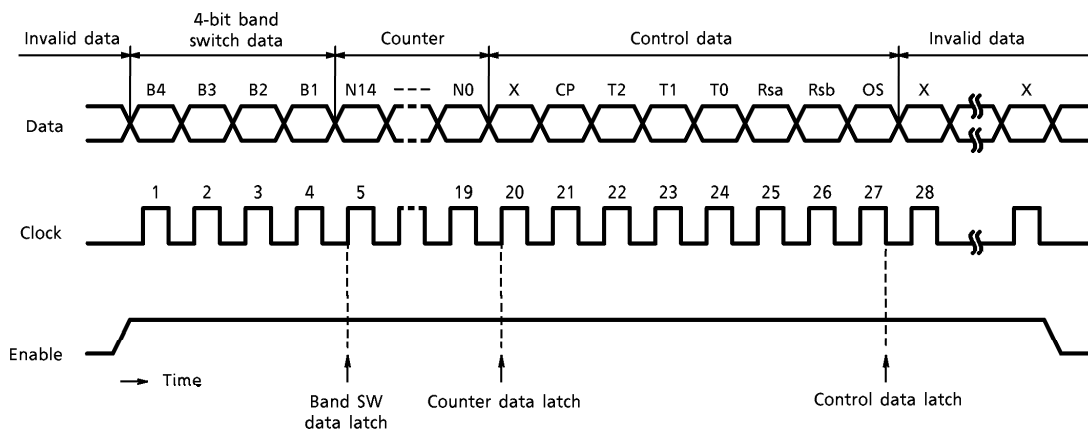 Invalid data
4-bit band
switch data
Counter
Control data
Invalid data
B4 B3 B2 B1 N14 ---- N0 X CP T2 T1 T0 Rsa Rsb OS X X
Data
1 2 3 4 5 19 20 21 22 23 24 25 26 27 28
Clock
Enable
Time
Band SW
data latch
Counter data latch
Control data latch